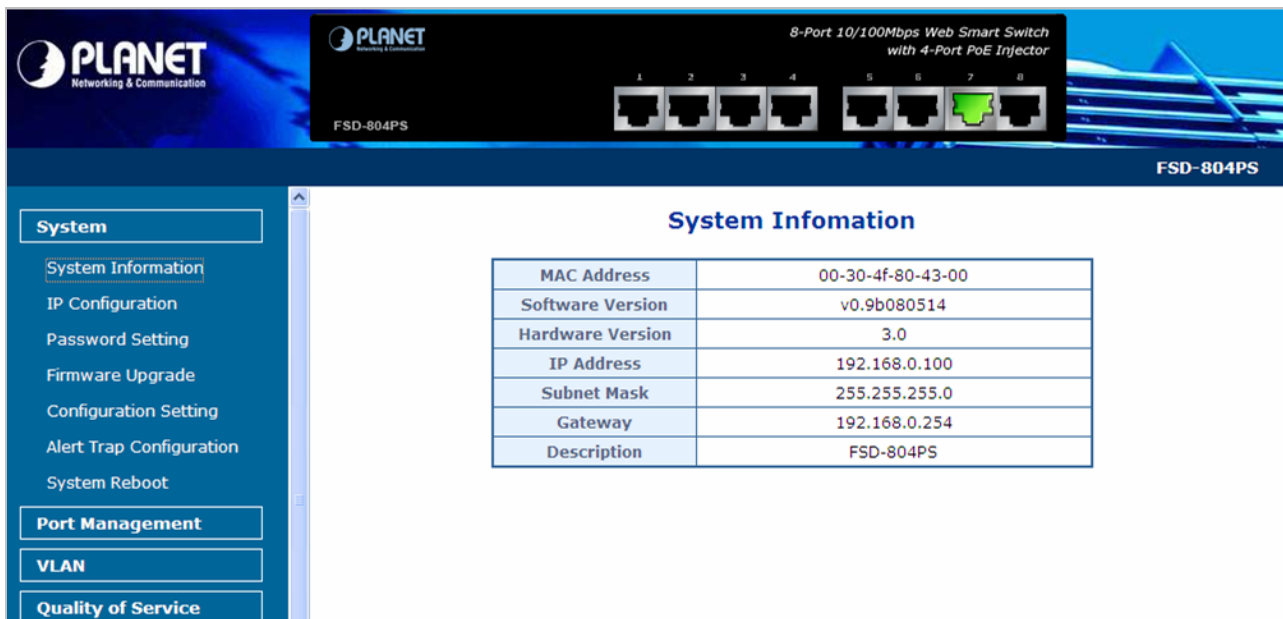 PLANET
Networking & Communication
PLANET
Networking & Communication
8-Port 10/100Mbps Web Smart Switch
with 4-Port PoE Injector
1 2 3 4 5 6 7 8
FSD-804PS
FSD-804PS
System
System Information
IP Configuration
Password Setting
Firmware Upgrade
Configuration Setting
Alert Trap Configuration
System Reboot
Port Management
VLAN
Quality of Service
System Infomation
MAC Address 00-30-4f-80-43-00
Software Version v0.9b080514
Hardware Version 3.0
IP Address 192.168.0.100
Subnet Mask 255.255.255.0
Gateway 192.168.0.254
Description FSD-804PS